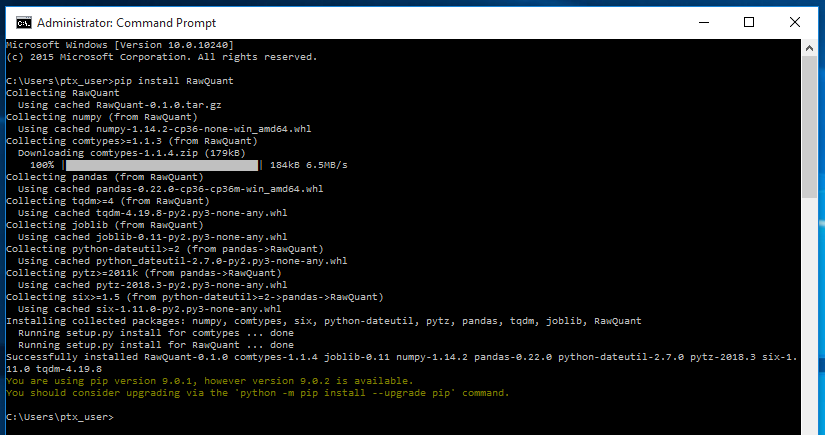 Administrator: Command Prompt
Microsoft Windows [Version 10.0.10240]
(c) 2015 Microsoft Corporation. All rights reserved.
C:\Users\ptx_user>pip install RawQuant
Collecting RawQuant
  Using cached RawQuant-0.1.0.tar.gz
Collecting numpy (from RawQuant)
  Using cached numpy-1.14.2-cp36-none-win_amd64.whl
Collecting comtypes>=1.1.3 (from RawQuant)
  Downloading comtypes-1.1.4.zip (179kB)
    100% |████████████████████████████████| 184kB 6.5MB/s
Collecting pandas (from RawQuant)
  Using cached pandas-0.22.0-cp36-cp36m-win_amd64.whl
Collecting tqdm>=4 (from RawQuant)
  Using cached tqdm-4.19.8-py2.py3-none-any.whl
Collecting joblib (from RawQuant)
  Using cached joblib-0.11-py2.py3-none-any.whl
Collecting python-dateutil>=2 (from pandas->RawQuant)
  Using cached python_dateutil-2.7.0-py2.py3-none-any.whl
Collecting pytz>=2011k (from pandas->RawQuant)
  Using cached pytz-2018.3-py2.py3-none-any.whl
Collecting six>=1.5 (from python-dateutil>=2->pandas->RawQuant)
  Using cached six-1.11.0-py2.py3-none-any.whl
Installing collected packages: numpy, comtypes, six, python-dateutil, pytz, pandas, tqdm, joblib, RawQuant
  Running setup.py install for comtypes ... done
  Running setup.py install for RawQuant ... done
Successfully installed RawQuant-0.1.0 comtypes-1.1.4 joblib-0.11 numpy-1.14.2 pandas-0.22.0 python-dateutil-2.7.0 pytz-2018.3 six-1.
11.0 tqdm-4.19.8
You are using pip version 9.0.1, however version 9.0.2 is available.
You should consider upgrading via the 'python -m pip install --upgrade pip' command.
C:\Users\ptx_user>